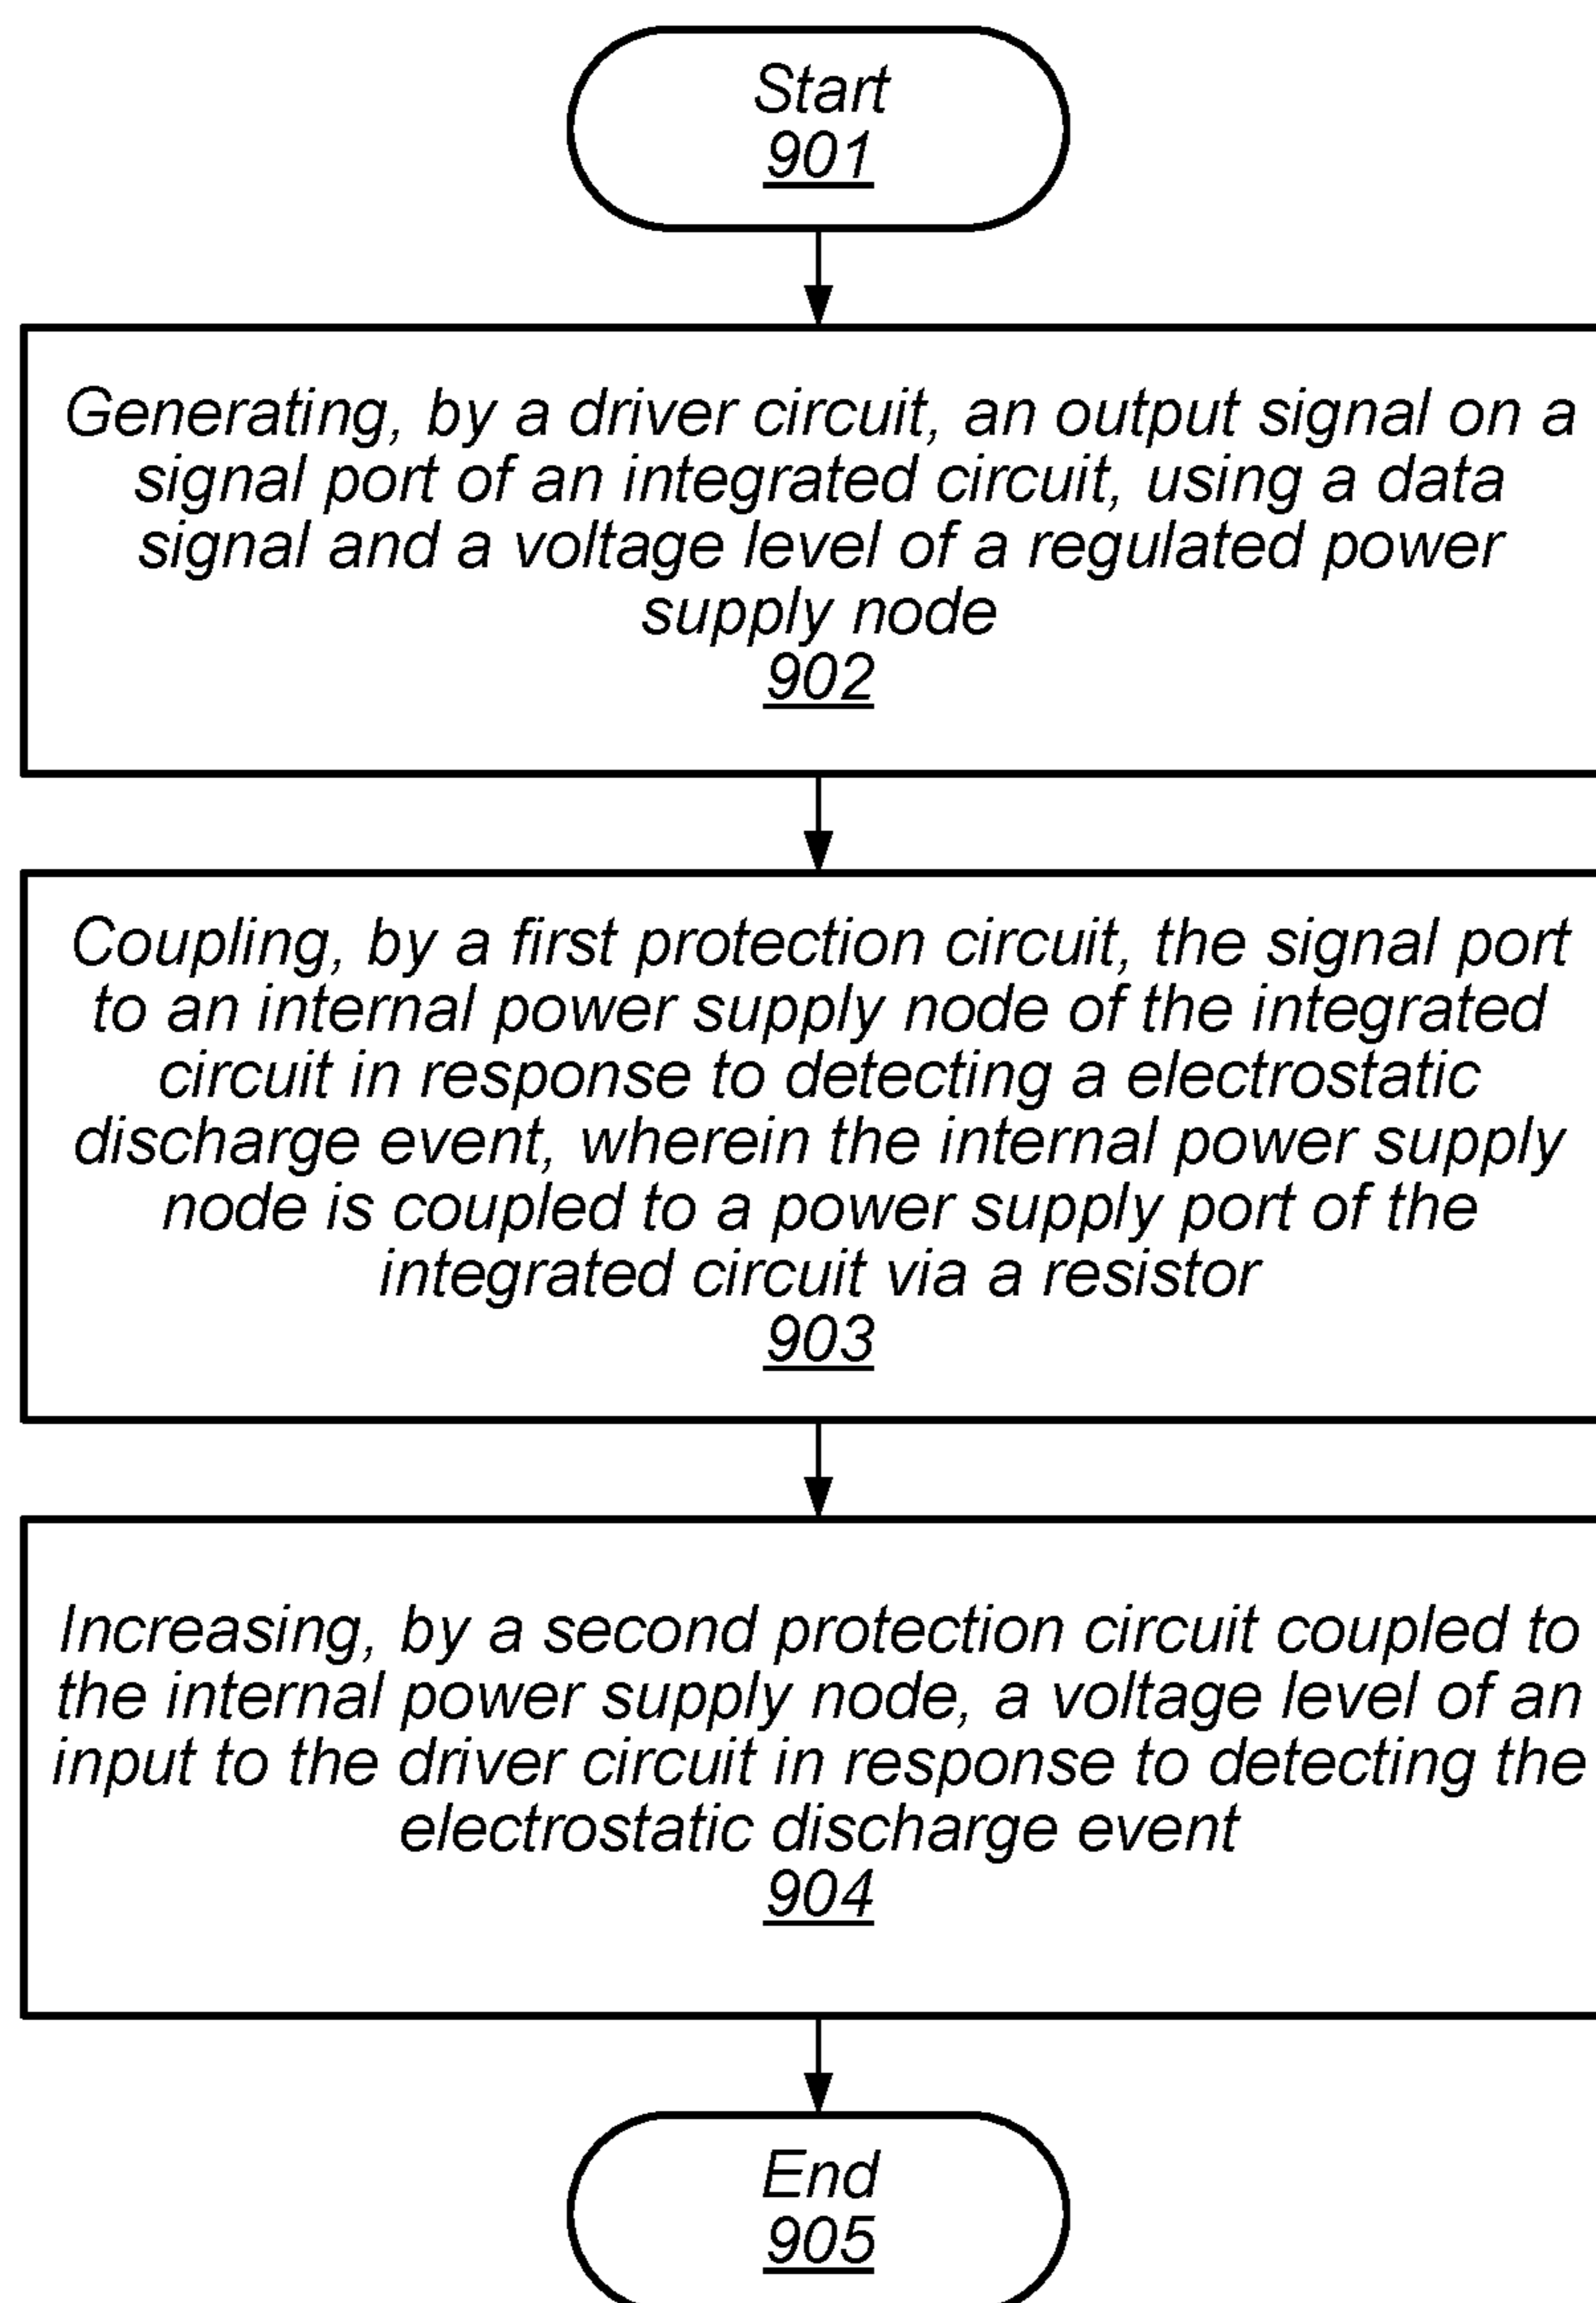 Start
901
Generating, by a driver circuit, an output signal on a
signal port of an integrated circuit, using a data
signal and a voltage level of a regulated power
supply node
902
Coupling, by a first protection circuit, the signal port
to an internal power supply node of the integrated
circuit in response to detecting a electrostatic
discharge event, wherein the internal power supply
node is coupled to a power supply port of the
integrated circuit via a resistor
903
Increasing, by a second protection circuit coupled to
the internal power supply node, a voltage level of an
input to the driver circuit in response to detecting the
electrostatic discharge event
904
End
905